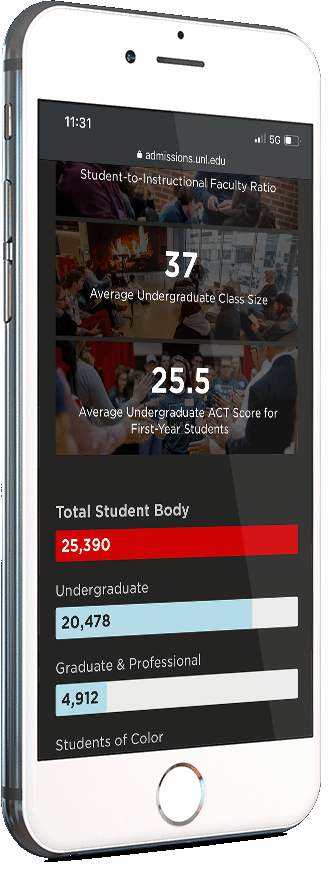 11:31
5G
admissions.unl.edu
Student-to-Instructional Faculty Ratio
37
Average Undergraduate Class Size
25.5
Average Undergraduate ACT Score for
First-Year Students
Total Student Body
25,390
Undergraduate
20,478
Graduate & Professional
4,912
Students of Color